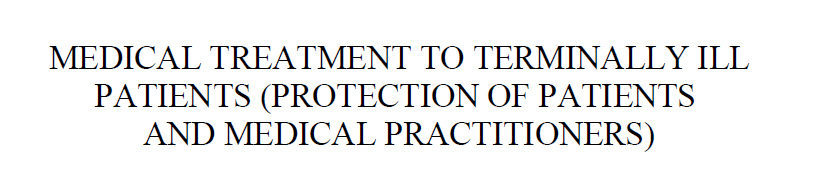 MEDICAL TREATMENT TO TERMINALLY ILL
PATIENTS (PROTECTION OF PATIENTS
AND MEDICAL PRACTITIONERS)